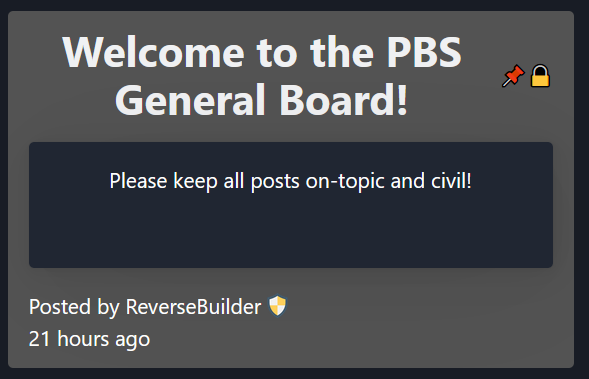 Welcome to the PBS
General Board!
Please keep all posts on-topic and civil!
Posted by ReverseBuilder
21 hours ago